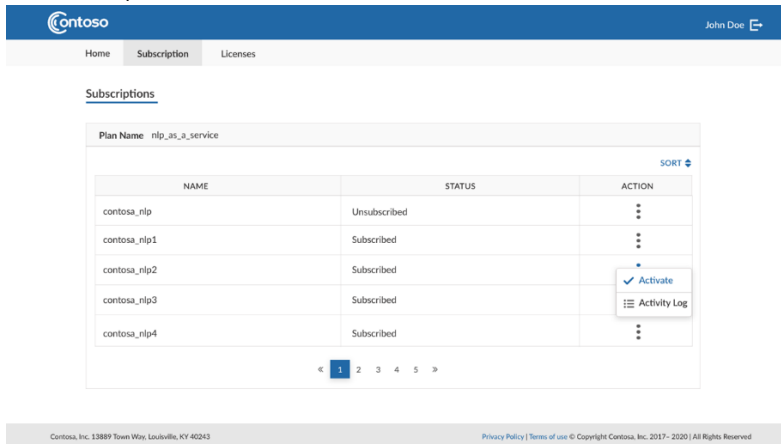 Contoso
John Doe
Home Subscription Licenses
Subscriptions
Plan Name nlp_as_a_service
SORT
NAME STATUS ACTION
contosa_nlp Unsubscribed
contosa_nlp1 Subscribed
contosa_nlp2 Subscribed
Activate
contosa_nlp3 Subscribed
Activity Log
contosa_nlp4 Subscribed
« 1 2 3 4 5 »
Contosa, Inc. 13889 Town Way, Louisville, KY 40243 Privacy Policy | Terms of use © Copyright Contosa, Inc. 2017- 2020 | All Rights Reserved